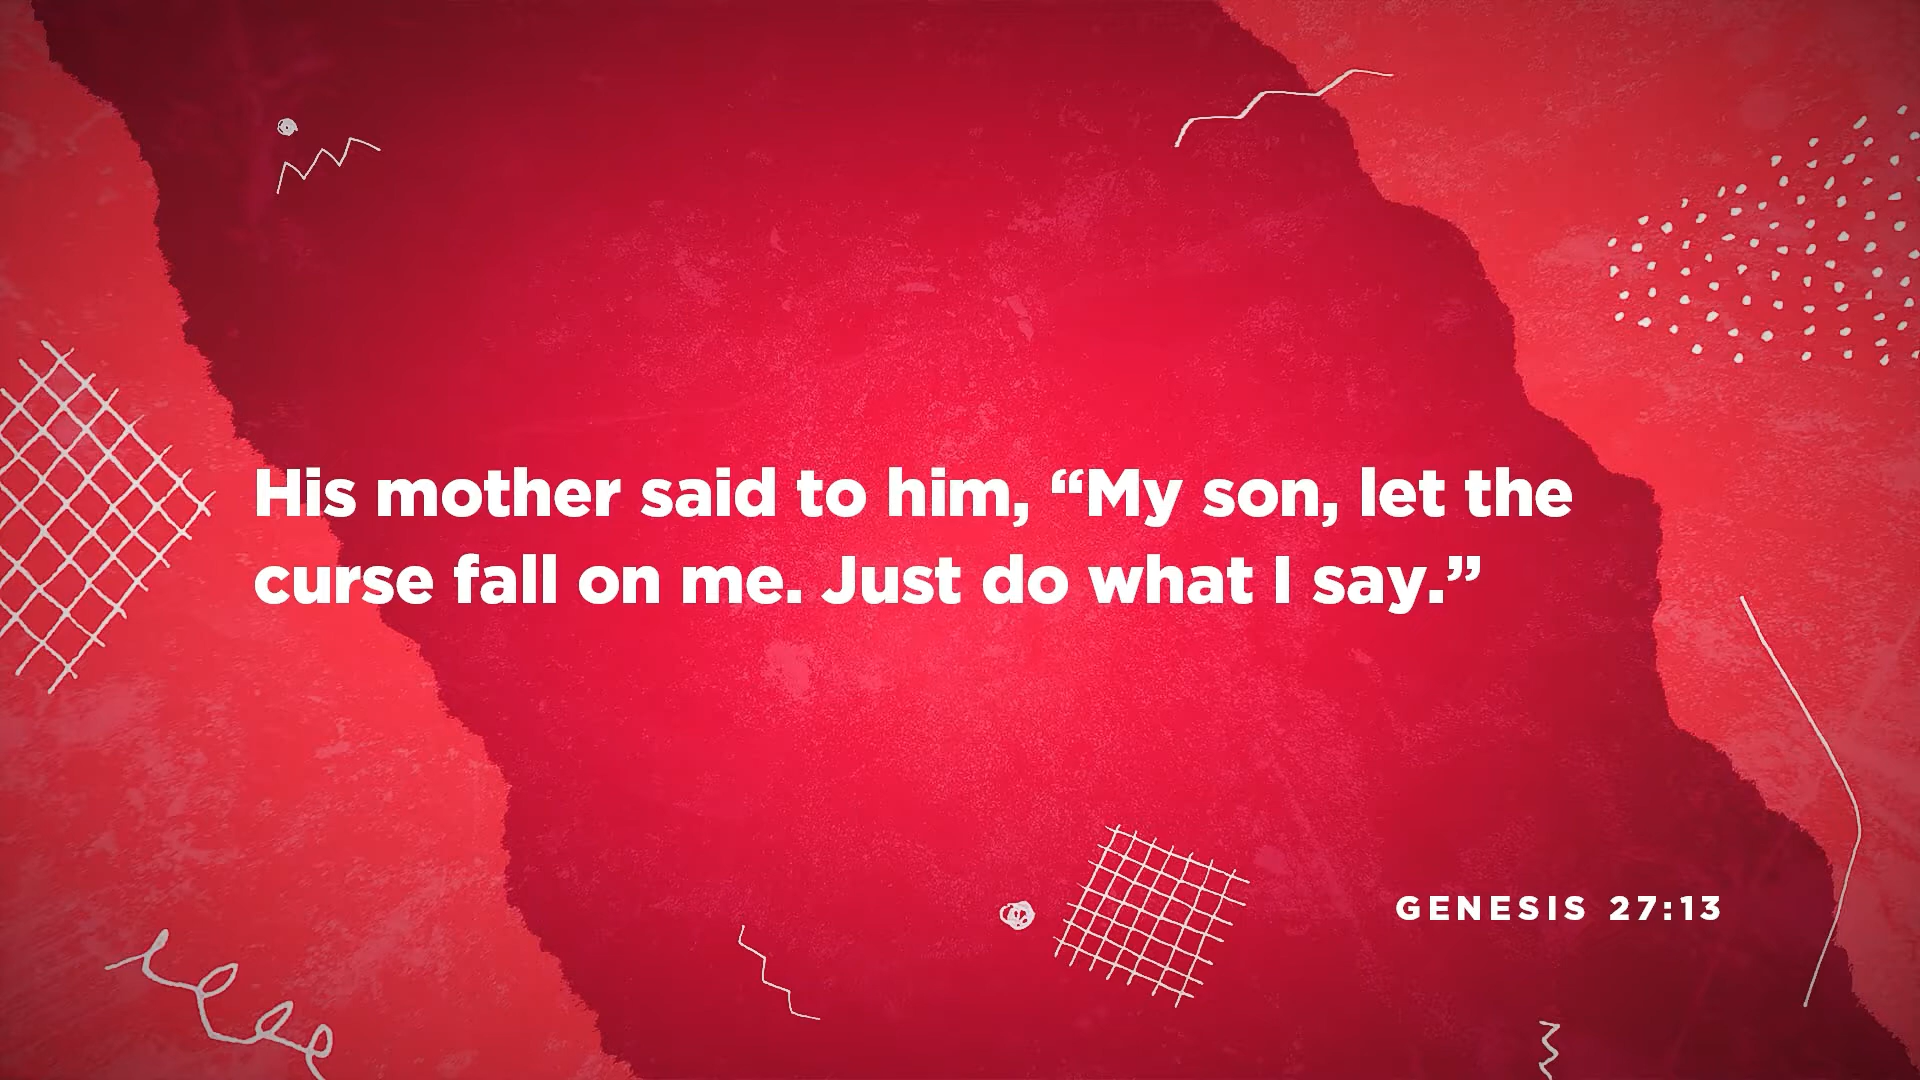 His mother said to him, “My son, let the
curse fall on me. Just do what I say.”
GENESIS 27:13